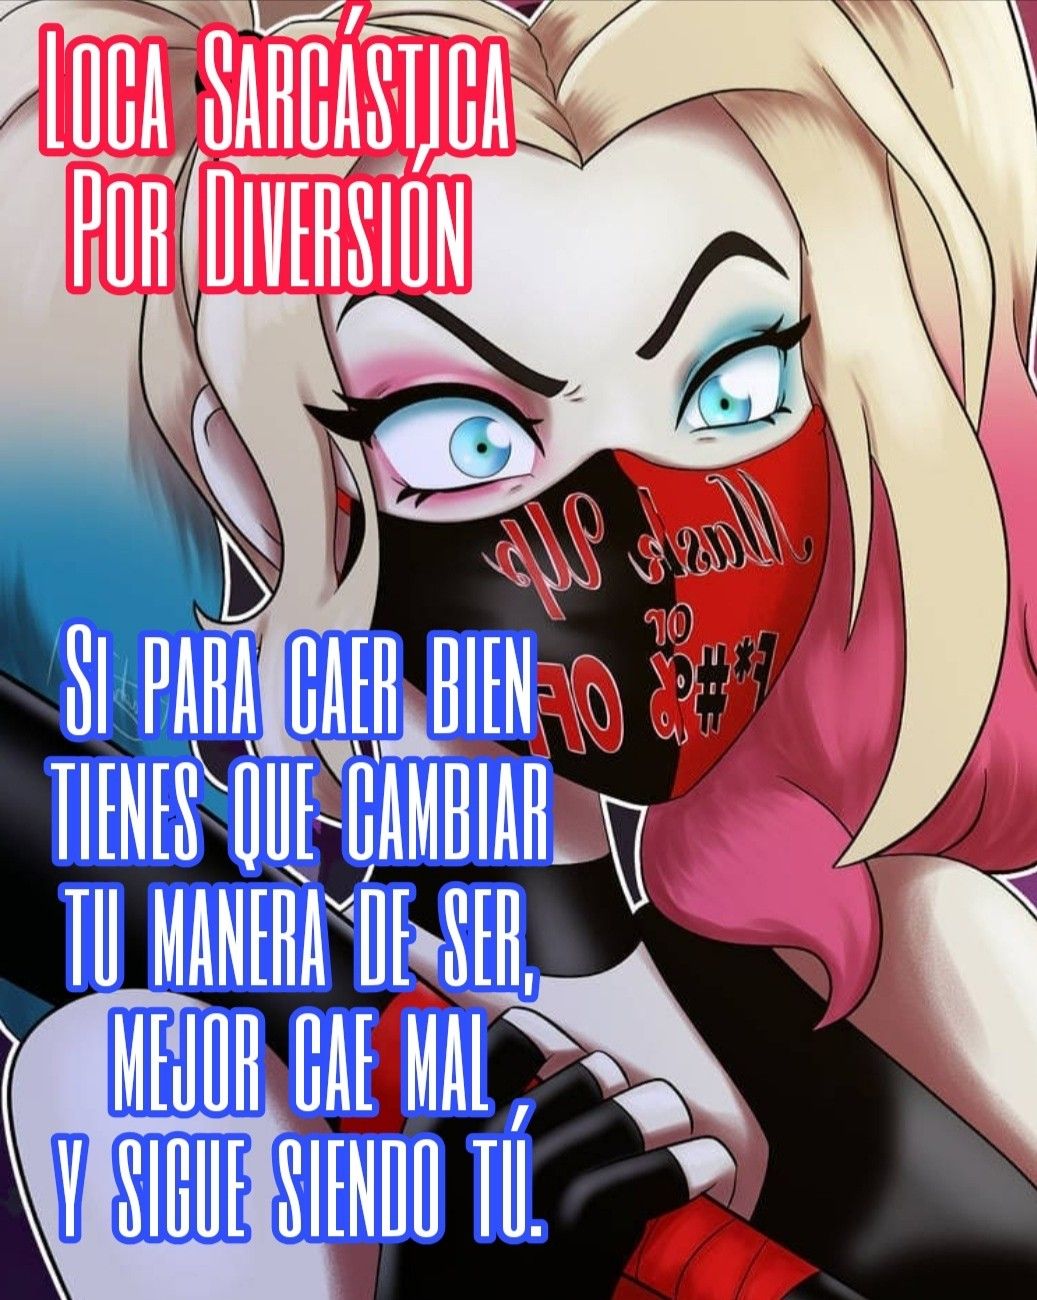 Loca Sarcástica
Por Diversión
Mask Up
or
F*#% OFF
Si para caer bien
tienes que cambiar
tu manera de ser,
mejor cae mal
y sigue siendo tú.